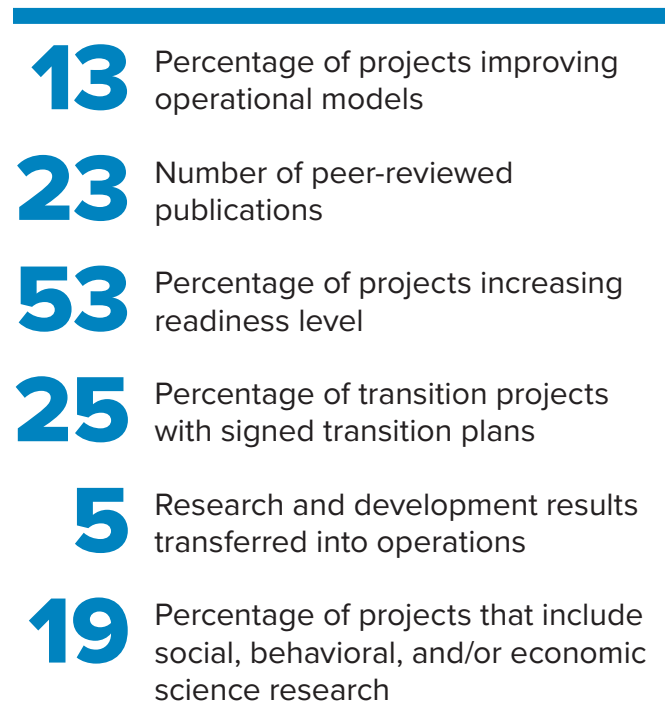 13 Percentage of projects improving
operational models
23 Number of peer-reviewed
publications
53 Percentage of projects increasing
readiness level
25 Percentage of transition projects
with signed transition plans
5 Research and development results
transferred into operations
19 Percentage of projects that include
social, behavioral, and/or economic
science research